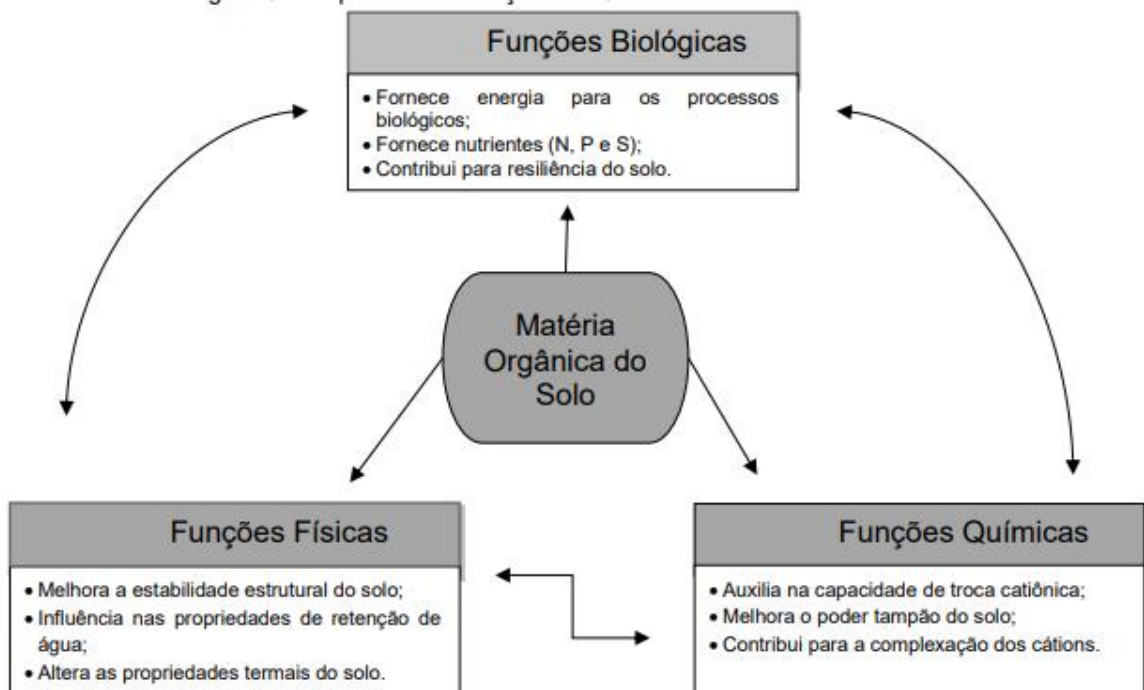 Funções Biológicas
• Fornece energia para os processos
biológicos;
• Fornece nutrientes (N, P e S);
• Contribui para resiliência do solo.
Matéria
Orgânica do
Solo
Funções Físicas
• Melhora a estabilidade estrutural do solo;
• Influência nas propriedades de retenção de
água;
• Altera as propriedades termais do solo.
Funções Químicas
• Auxilia na capacidade de troca catiônica;
• Melhora o poder tampão do solo;
• Contribui para a complexação dos cátions.